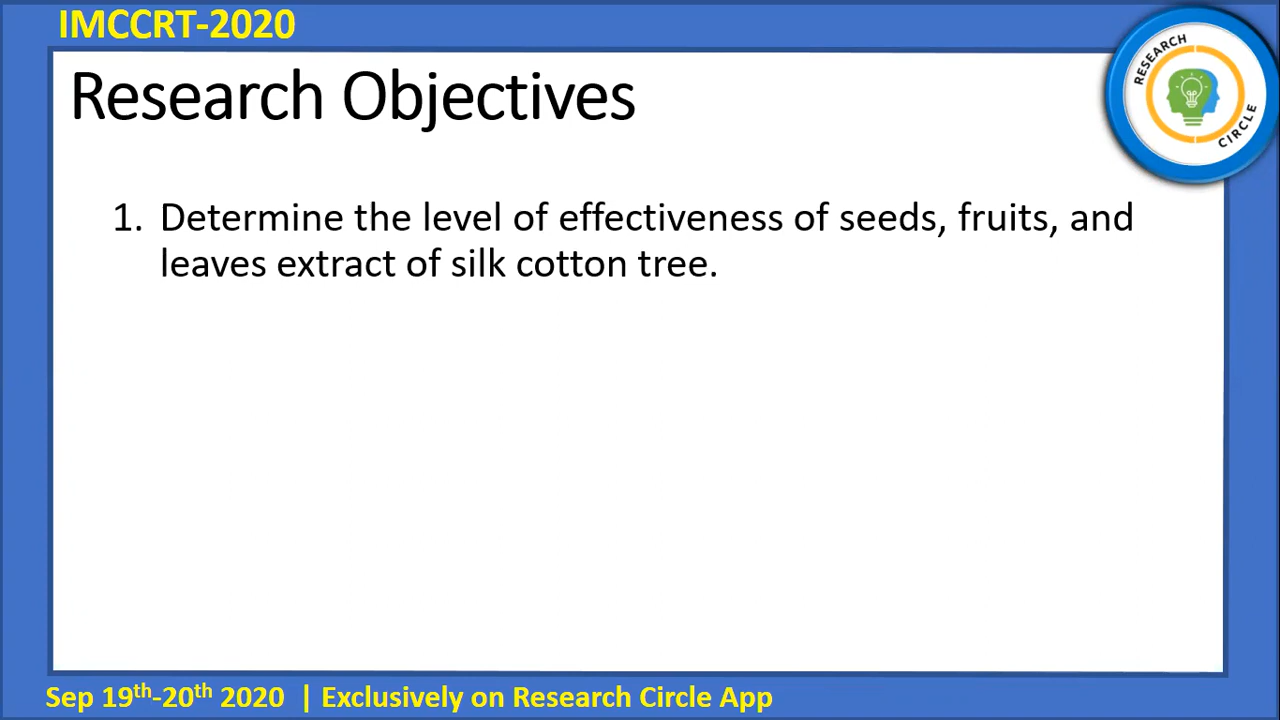 IMCCRT-2020
RESEARCH
CIRCLE
Research Objectives
1. Determine the level of effectiveness of seeds, fruits, and
leaves extract of silk cotton tree.
Sep 19th-20th 2020 | Exclusively on Research Circle App